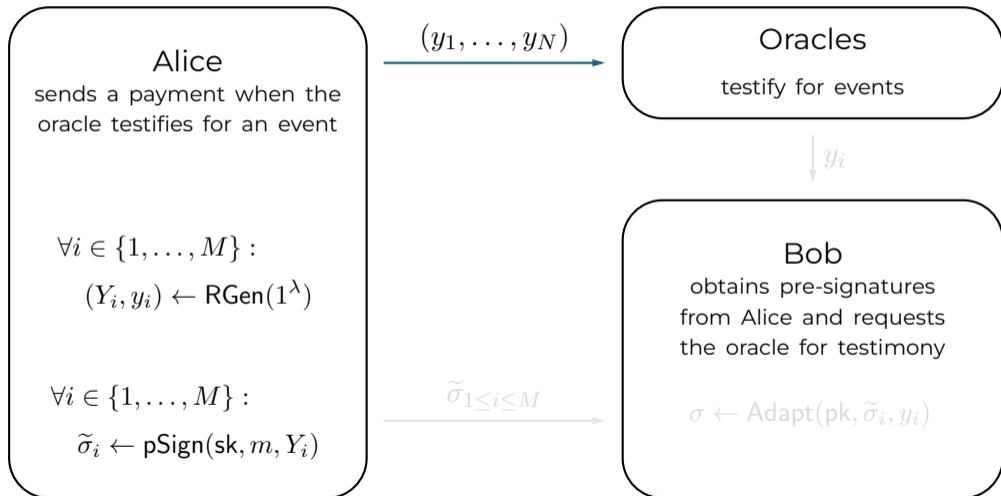 Alice
sends a payment when the
oracle testifies for an event
∀i ∈ {1, . . . , M} :
(Yᵢ, yᵢ) ← RGen(1^λ)
∀i ∈ {1, . . . , M} :
σ̃ᵢ ← pSign(sk, m, Yᵢ)
(y₁, . . . , y_N)
Oracles
testify for events
yᵢ
Bob
obtains pre-signatures
from Alice and requests
the oracle for testimony
σ̃_{1≤i≤M}
σ ← Adapt(pk, σ̃ᵢ, yᵢ)